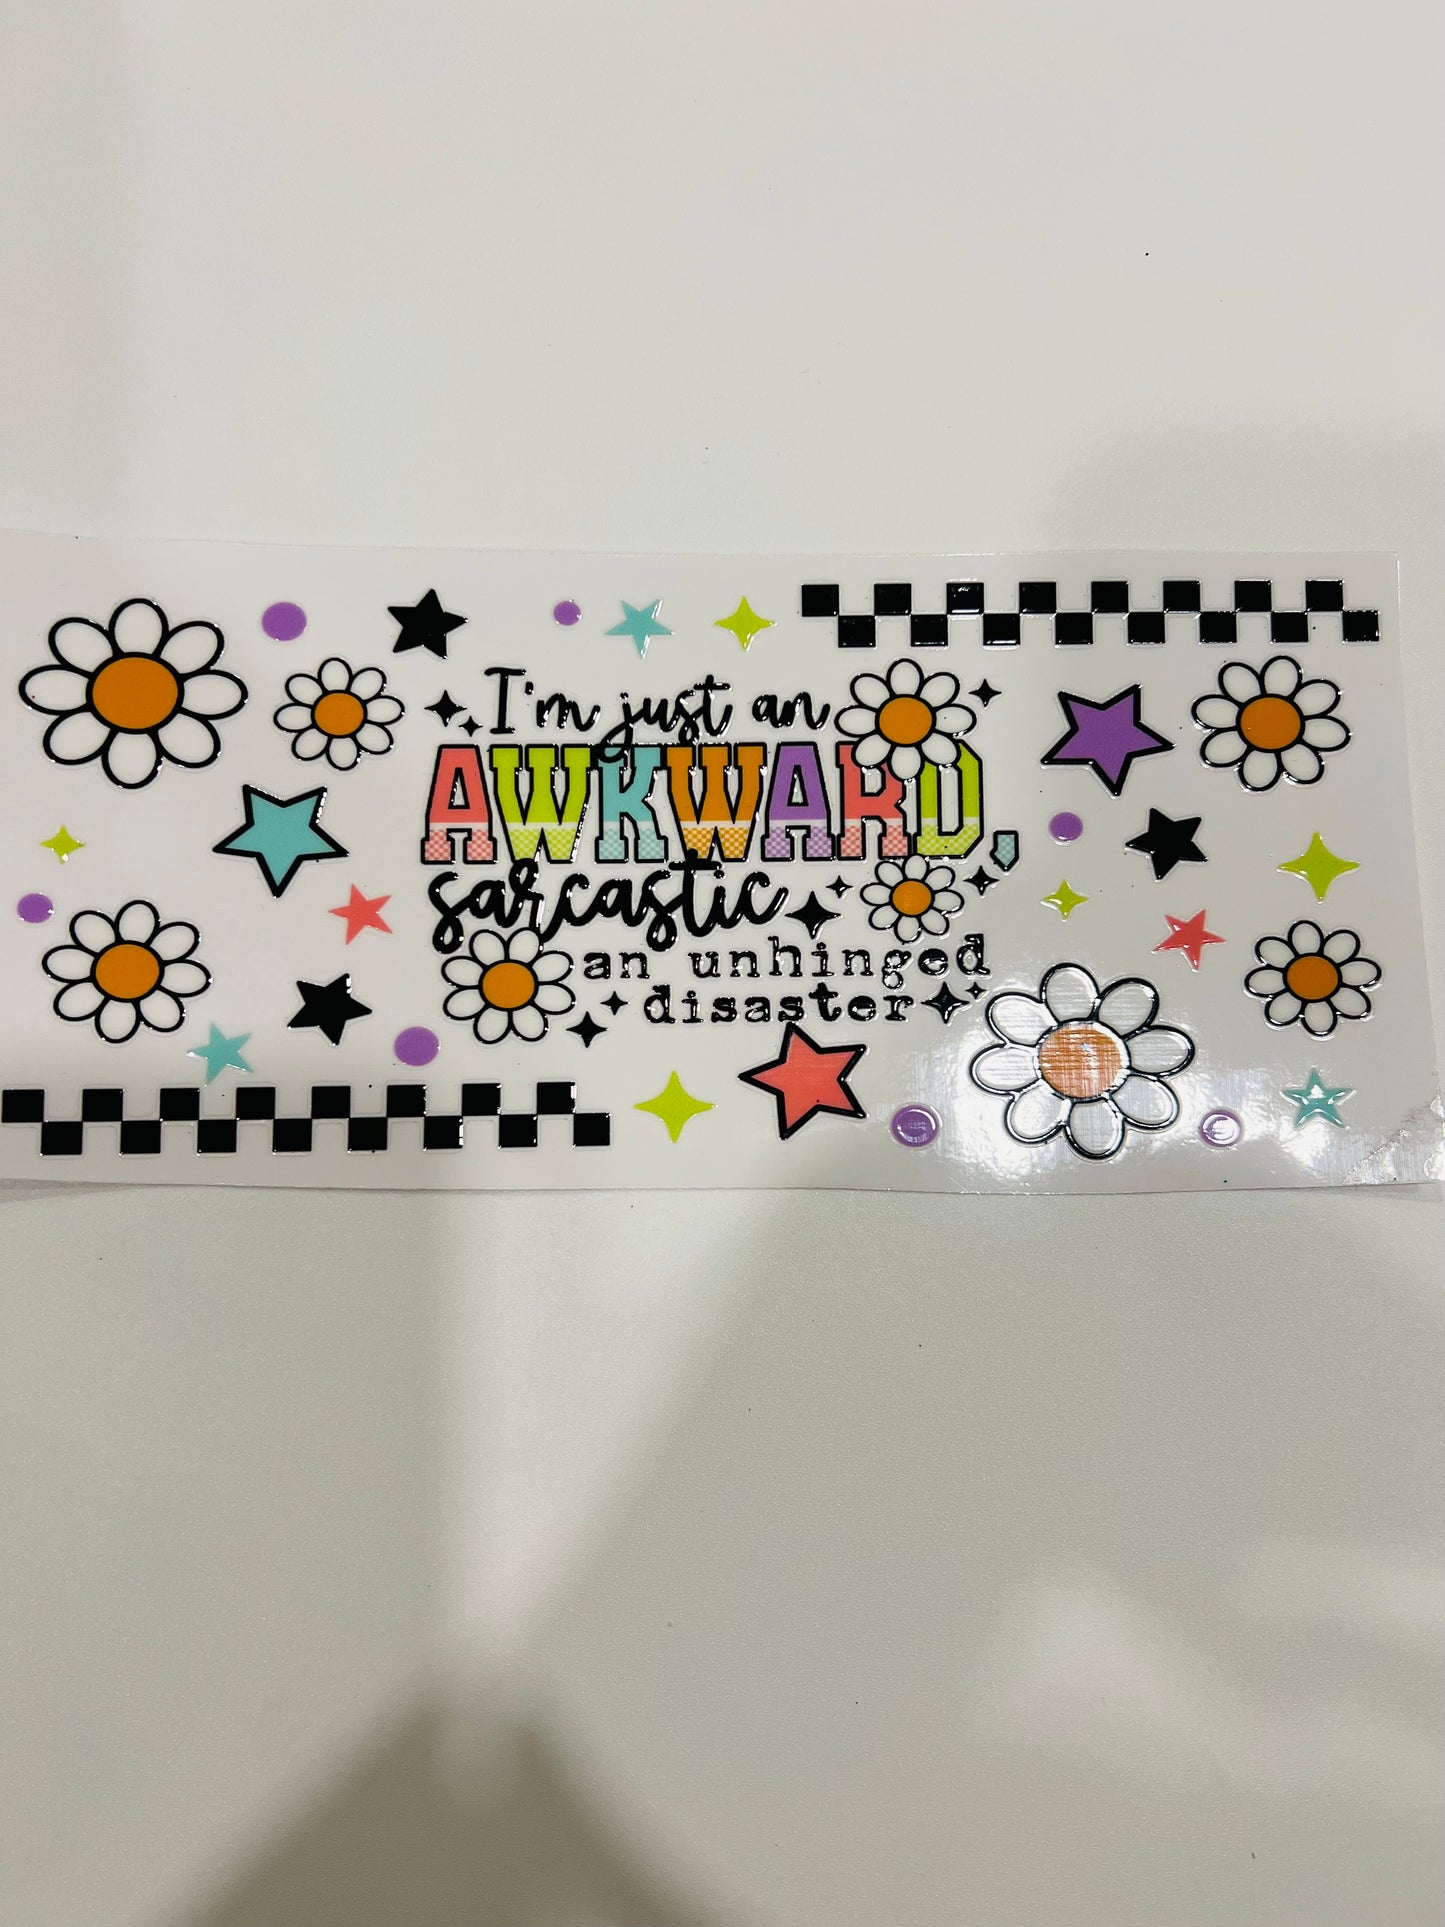 I'm just an
AWKWARD,
sarcastic
an unhinged
disaster